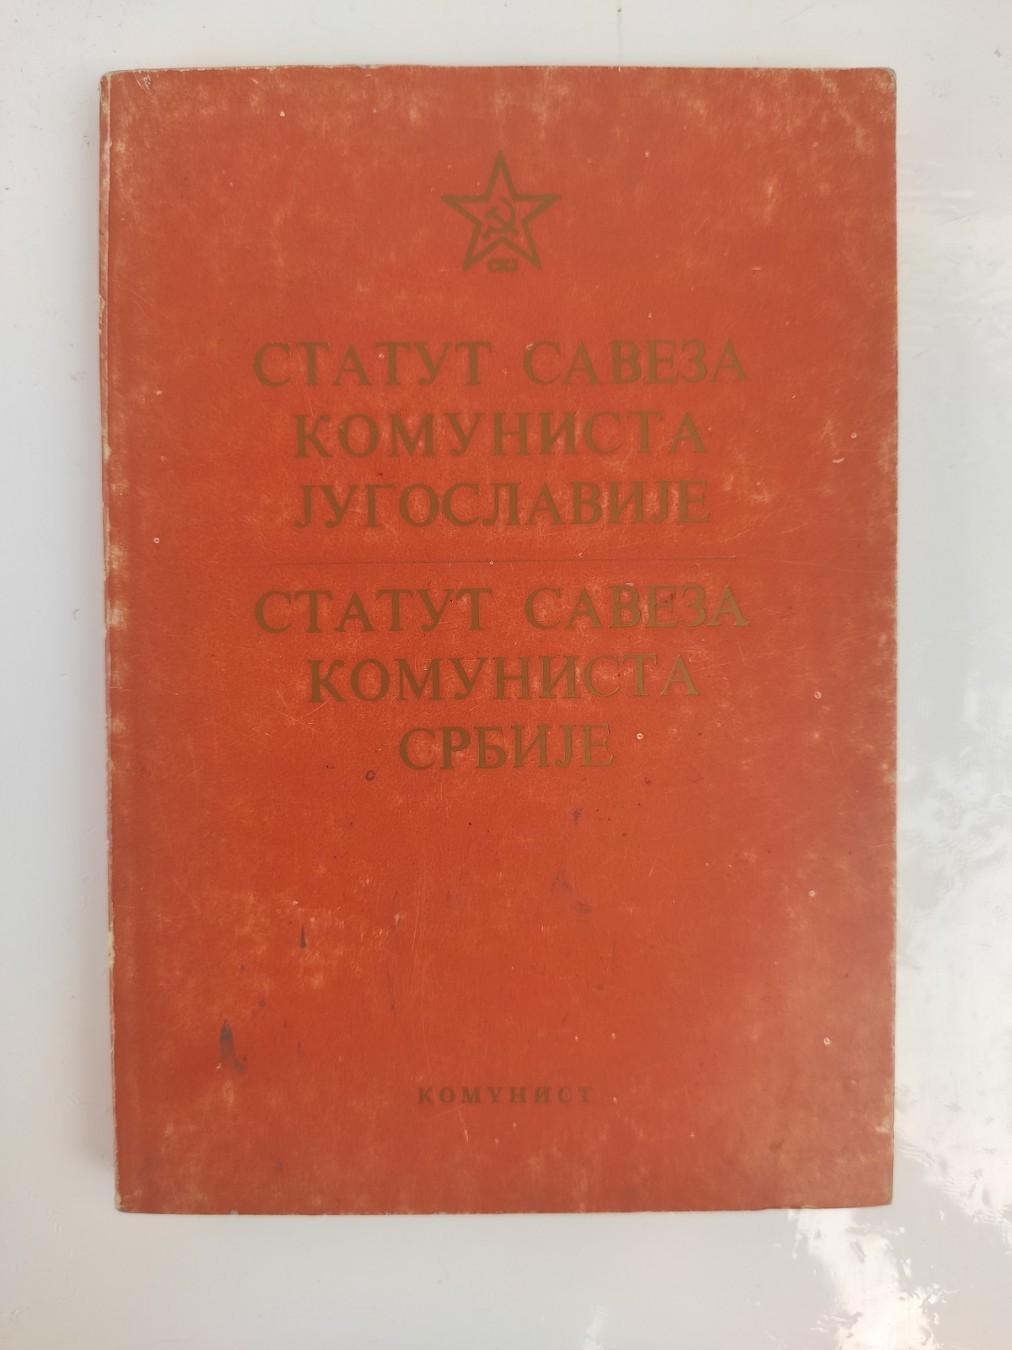 СКЈ
СТАТУТ САВЕЗА
КОМУНИСТА
ЈУГОСЛАВИЈЕ
СТАТУТ САВЕЗА
КОМУНИСТА
СРБИЈЕ
КОМУНИСТ